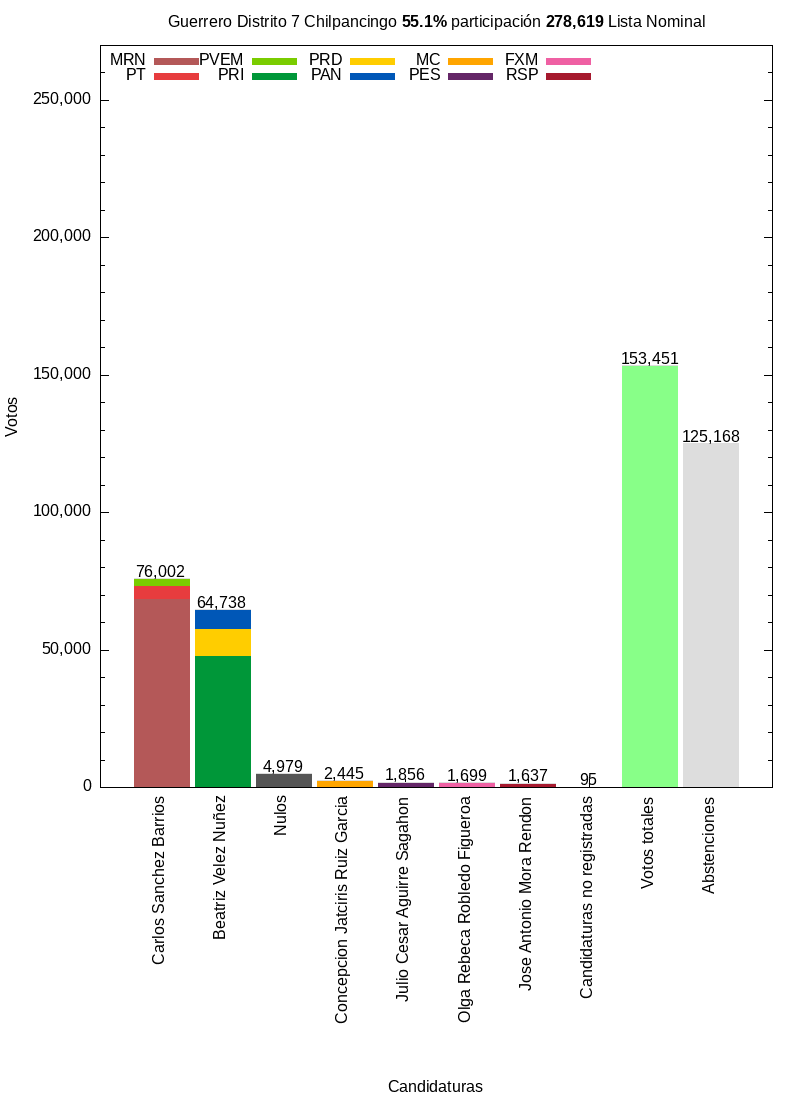 Guerrero Distrito 7 Chilpancingo 55.1% participación 278,619 Lista Nominal
MRN PVEM PRD MC FXM
PT PRI PAN PES RSP
250,000
200,000
150,000
100,000
50,000
0
Votos
76,002
64,738
4,979
2,445
1,856
1,699
1,637
95
153,451
125,168
Carlos Sanchez Barrios
Beatriz Velez Nuñez
Nulos
Concepcion Jatciris Ruiz Garcia
Julio Cesar Aguirre Sagahon
Olga Rebeca Robledo Figueroa
Jose Antonio Mora Rendon
Candidaturas no registradas
Votos totales
Abstenciones
Candidaturas